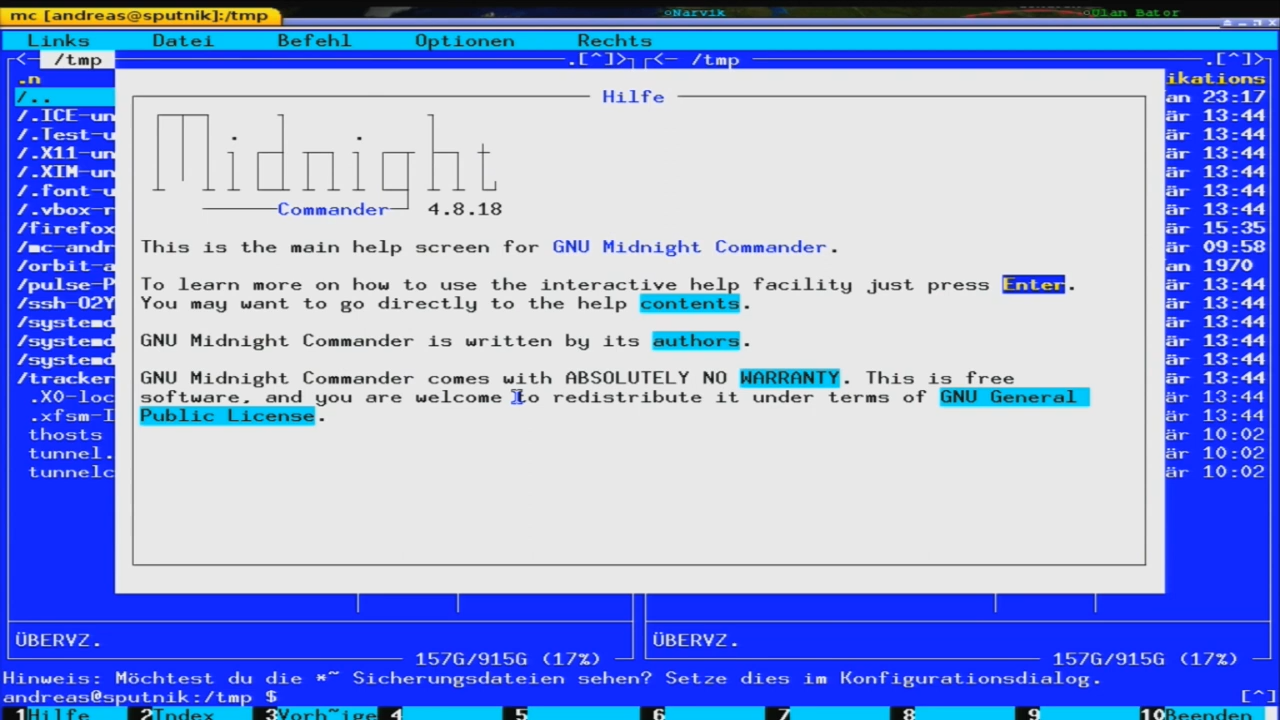 Narvik
Ulan Bator
mc [andreas@sputnik]:/tmp
Links Datei Befehl Optionen Rechts
<- /tmp .[^]> <- /tmp .[^]>
.n ikations
/.. an 23:17
/.ICE-un är 13:44
/.Test-u är 13:44
/.X11-un är 13:44
/.XIM-un är 13:44
/.font-u är 13:44
/.vbox-r är 13:44
/firefox är 15:35
/mc-andr är 09:58
/orbit-a an 1970
/pulse-P är 13:44
/ssh-02Y är 13:44
/systemd är 13:44
/systemd är 13:44
/systemd är 13:44
/tracker är 13:44
.X0-loc är 13:44
.xfsm-I är 13:44
thosts är 10:02
tunnel. är 10:02
tunnelc är 10:02
Hilfe
Midnight
Commander 4.8.18
This is the main help screen for GNU Midnight Commander.
To learn more on how to use the interactive help facility just press Enter.
You may want to go directly to the help contents.
GNU Midnight Commander is written by its authors.
GNU Midnight Commander comes with ABSOLUTELY NO WARRANTY. This is free
software, and you are welcome to redistribute it under terms of GNU General
Public License.
ÜBERVZ. ÜBERVZ.
157G/915G (17%) 157G/915G (17%)
Hinweis: Möchtest du die *~ Sicherungsdateien sehen? Setze dies im Konfigurationsdialog.
andreas@sputnik:/tmp $ [^]
1Hilfe 2Index 3Vorh~ige 4 5 6 7 8 9 10Beenden